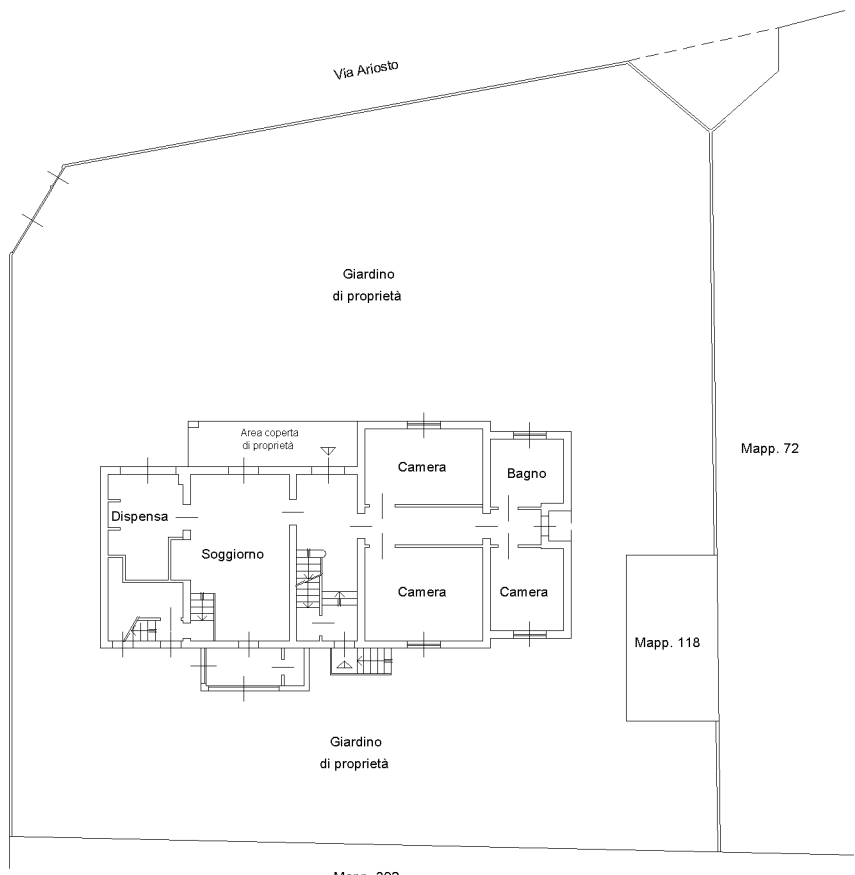 Via Ariosto
Giardino
di proprietà
Area coperta
di proprietà
Mapp. 72
Camera
Bagno
Dispensa
Soggiorno
Camera
Camera
Mapp. 118
Giardino
di proprietà